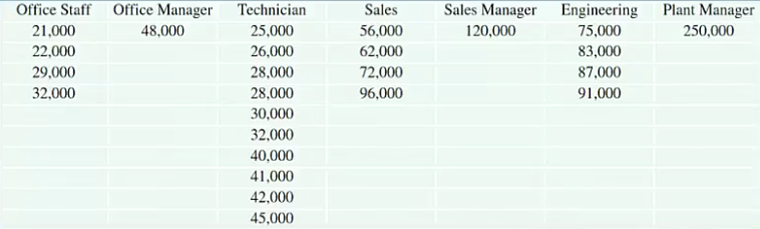 Office Staff Office Manager Technician Sales Sales Manager Engineering Plant Manager
21,000 48,000 25,000 56,000 120,000 75,000 250,000
22,000 26,000 62,000 83,000
29,000 28,000 72,000 87,000
32,000 28,000 96,000 91,000
30,000
32,000
40,000
41,000
42,000
45,000